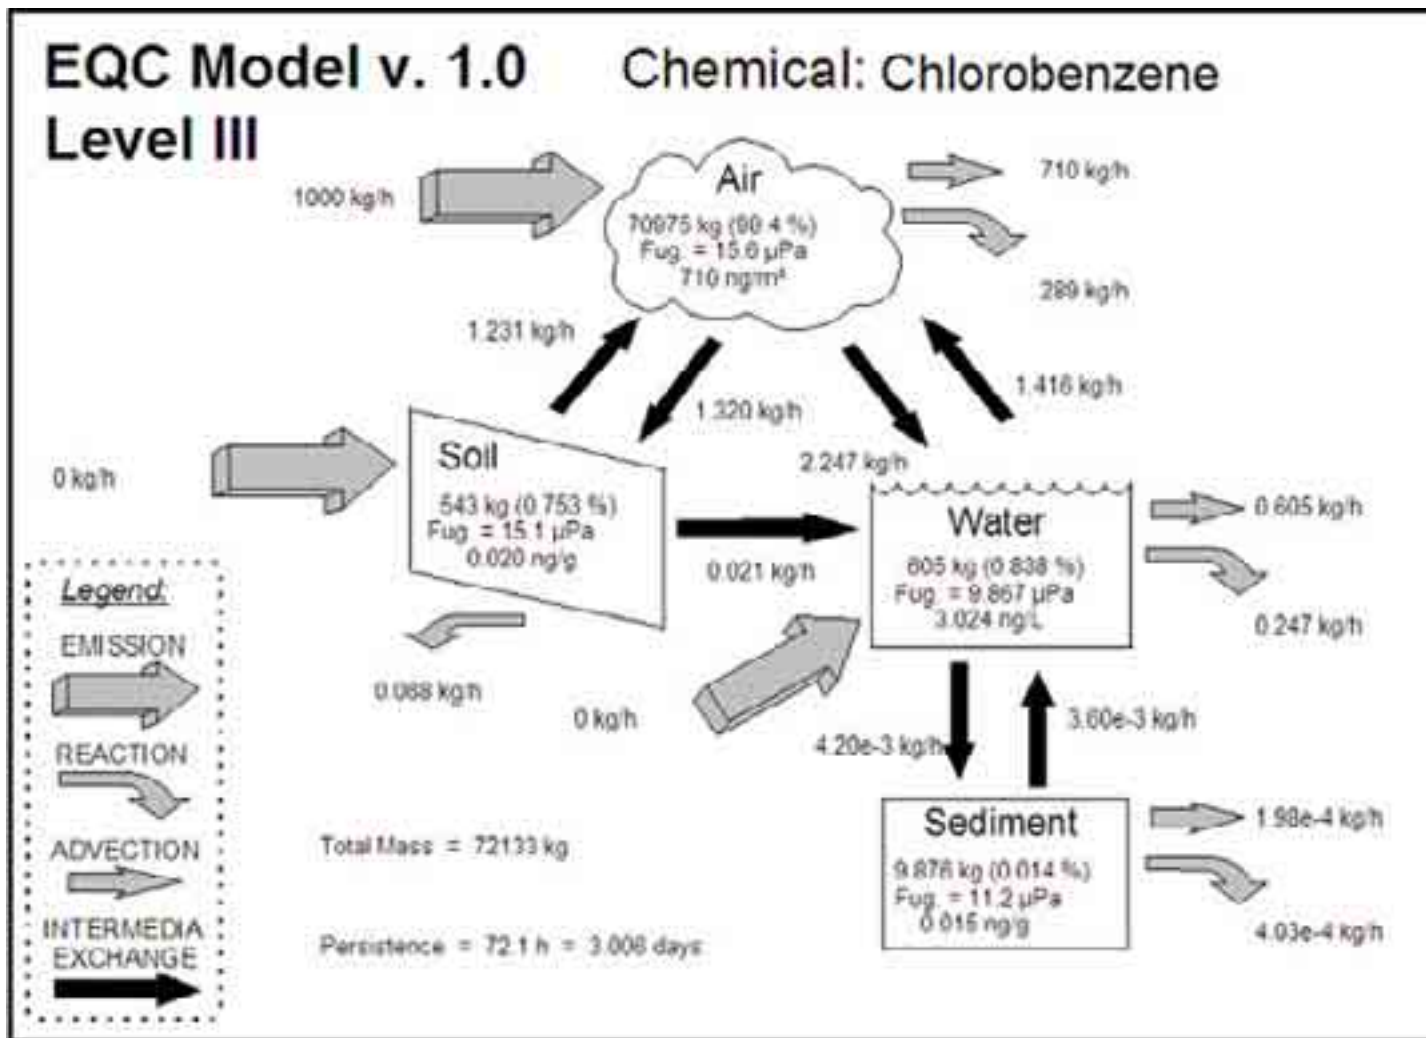 EQC Model v. 1.0
Chemical: Chlorobenzene
Level III
1000 kg/h
Air
70975 kg (98.4 %)
Fug. = 15.6 µPa
710 ng/m³
710 kg/h
289 kg/h
1.231 kg/h
1.320 kg/h
2.247 kg/h
1.416 kg/h
0 kg/h
Soil
543 kg (0.753 %)
Fug. = 15.1 µPa
0.020 ng/g
0.021 kg/h
0.068 kg/h
Water
605 kg (0.838 %)
Fug. = 9.867 µPa
3.024 ng/L
0.605 kg/h
0.247 kg/h
0 kg/h
4.20e-3 kg/h
3.60e-3 kg/h
Sediment
9.876 kg (0.014 %)
Fug. = 11.2 µPa
0.015 ng/g
1.98e-4 kg/h
4.03e-4 kg/h
Legend:
EMISSION
REACTION
ADVECTION
INTERMEDIA
EXCHANGE
Total Mass = 72133 kg
Persistence = 72.1 h = 3.006 days